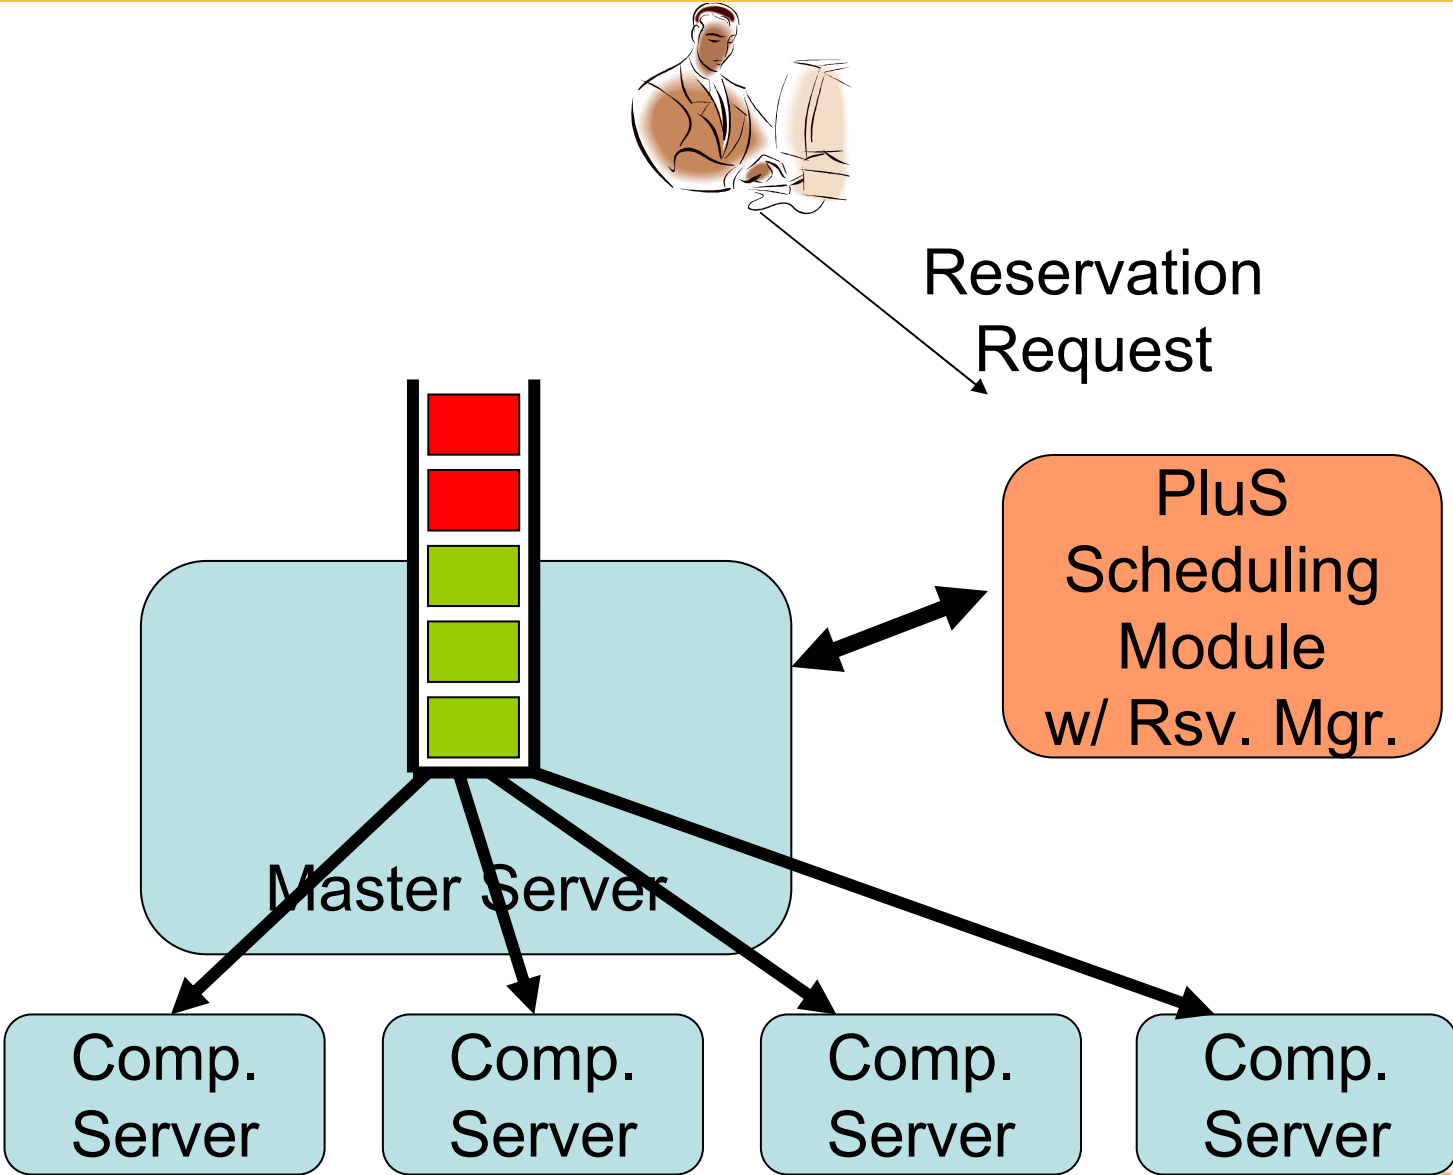 Reservation
Request
PluS
Scheduling
Module
w/ Rsv. Mgr.
Master Server
Comp.
Server
Comp.
Server
Comp.
Server
Comp.
Server